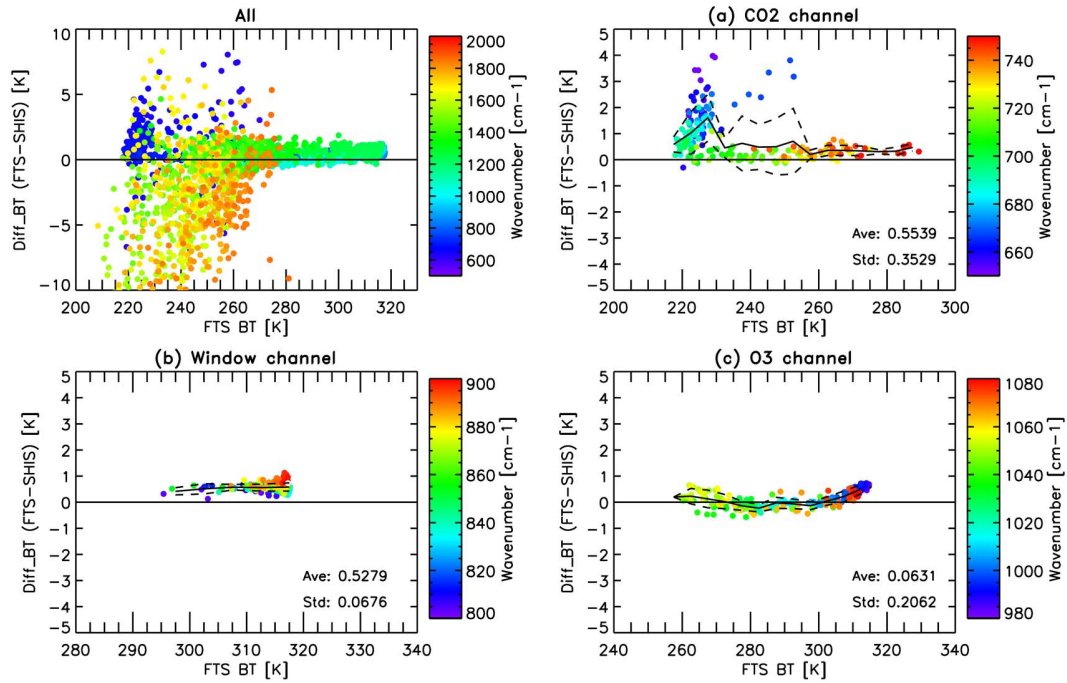 All
Diff_BT (FTS-SHIS) [K]
10
5
0
-5
-10
200 220 240 260 280 300 320
FTS BT [K]
2000
1800
1600
1400
1200
1000
800
600
Wavenumber [cm-1]
(a) CO2 channel
Diff_BT (FTS-SHIS) [K]
5
4
3
2
1
0
-1
-2
-3
-4
-5
Ave: 0.5539
Std: 0.3529
200 220 240 260 280 300
FTS BT [K]
740
720
700
680
660
Wavenumber [cm-1]
(b) Window channel
Diff_BT (FTS-SHIS) [K]
5
4
3
2
1
0
-1
-2
-3
-4
-5
Ave: 0.5279
Std: 0.0676
280 290 300 310 320 330 340
FTS BT [K]
900
880
860
840
820
800
Wavenumber [cm-1]
(c) O3 channel
Diff_BT (FTS-SHIS) [K]
5
4
3
2
1
0
-1
-2
-3
-4
-5
Ave: 0.0631
Std: 0.2062
240 260 280 300 320 340
FTS BT [K]
1080
1060
1040
1020
1000
980
Wavenumber [cm-1]